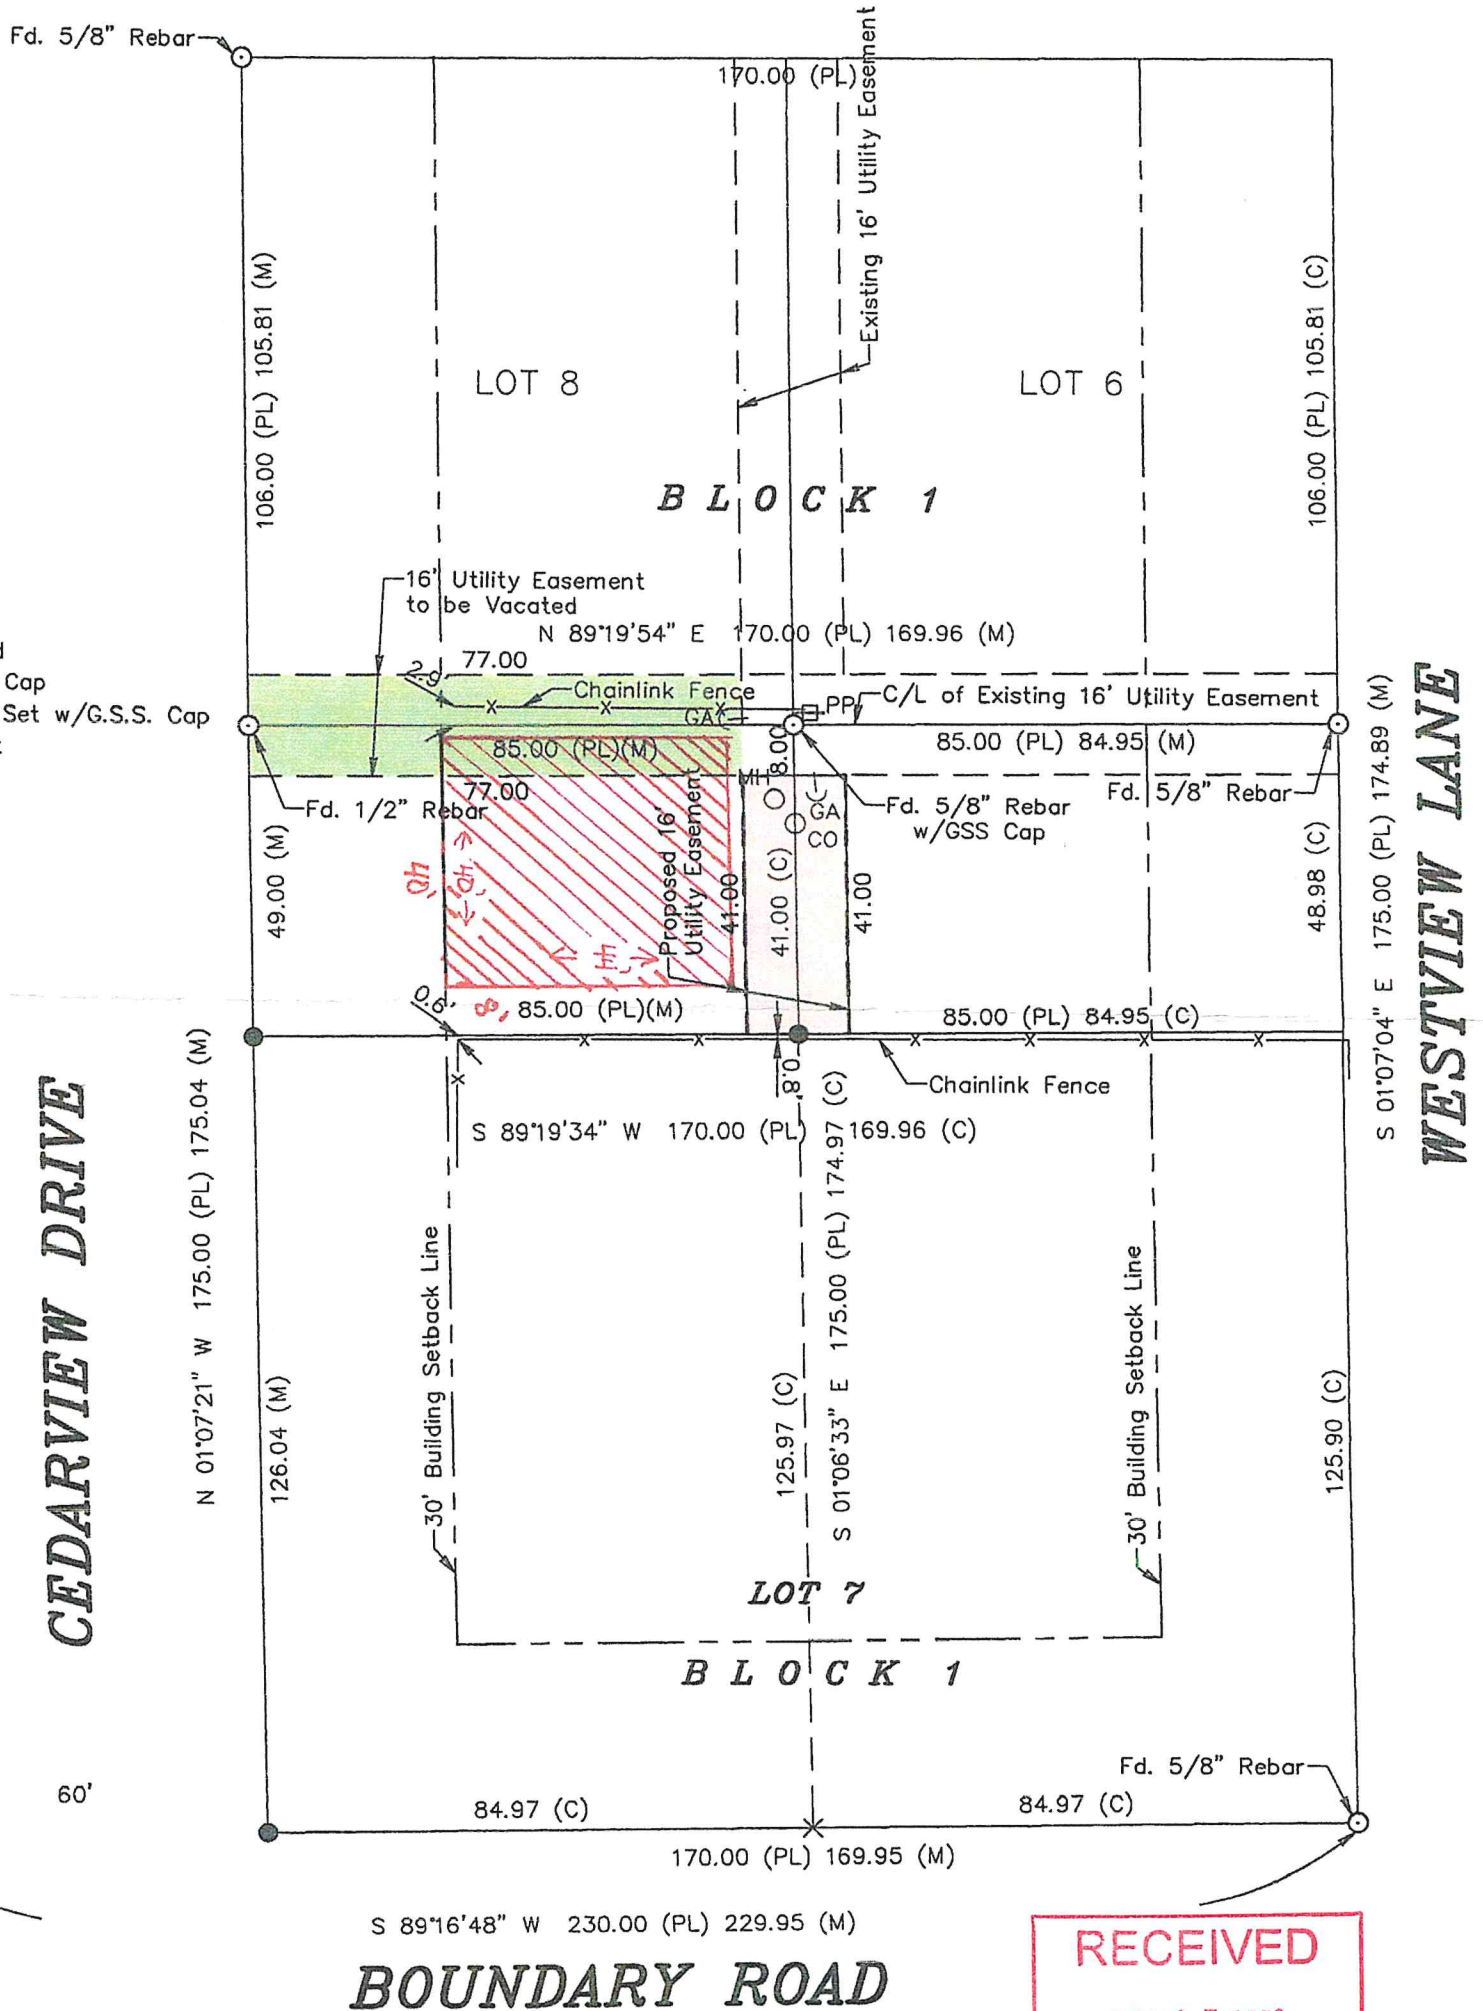 Fd. 5/8" Rebar
170.00 (PL)
Existing 16' Utility Easement
106.00 (PL) 105.81 (M)
106.00 (PL) 105.81 (C)
LOT 8
LOT 6
BLOCK 1
16' Utility Easement
to be Vacated
N 89°19'54" E 170.00 (PL) 169.96 (M)
77.00
2.9'
Cap
Set w/G.S.S. Cap
Chainlink Fence
GA
PP
C/L of Existing 16' Utility Easement
85.00 (PL)(M)
8.00
85.00 (PL) 84.95 (M)
77.00
MH
Fd. 1/2" Rebar
GA
CO
Fd. 5/8" Rebar
w/GSS Cap
Fd. 5/8" Rebar
49.00 (M)
40'
40'
44'
Proposed 16'
Utility Easement
41.00
41.00 (C)
41.00
48.98 (C)
S 01°07'04" E 175.00 (PL) 174.89 (M)
WESTVIEW LANE
0.6'
8'
85.00 (PL)(M)
85.00 (PL) 84.95 (C)
0.8'
Chainlink Fence
S 89°19'34" W 170.00 (PL) 169.96 (C)
CEDARVIEW DRIVE
N 01°07'21" W 175.00 (PL) 175.04 (M)
126.04 (M)
30' Building Setback Line
125.97 (C)
S 01°06'33" E 175.00 (PL) 174.97 (C)
30' Building Setback Line
125.90 (C)
LOT 7
BLOCK 1
60'
Fd. 5/8" Rebar
84.97 (C)
84.97 (C)
170.00 (PL) 169.95 (M)
S 89°16'48" W 230.00 (PL) 229.95 (M)
BOUNDARY ROAD
RECEIVED